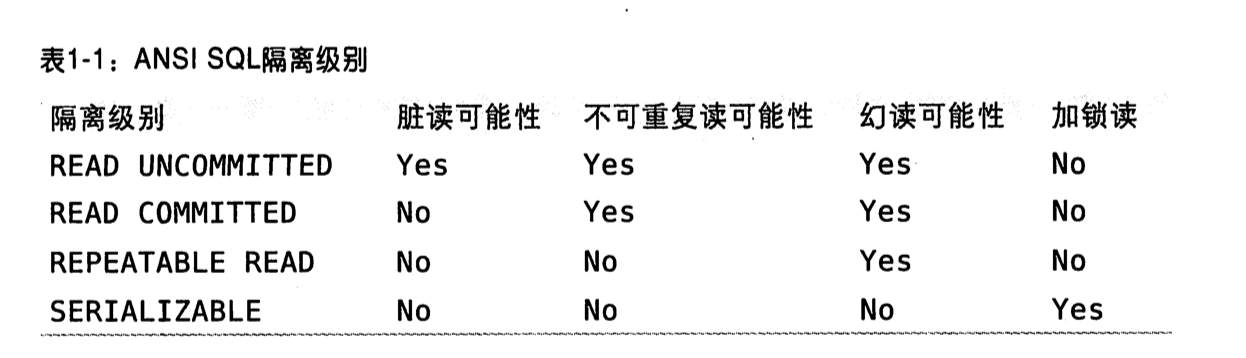 表1-1：ANSI SQL隔离级别
隔离级别 脏读可能性 不可重复读可能性 幻读可能性 加锁读
READ UNCOMMITTED Yes Yes Yes No
READ COMMITTED No Yes Yes No
REPEATABLE READ No No Yes No
SERIALIZABLE No No No Yes